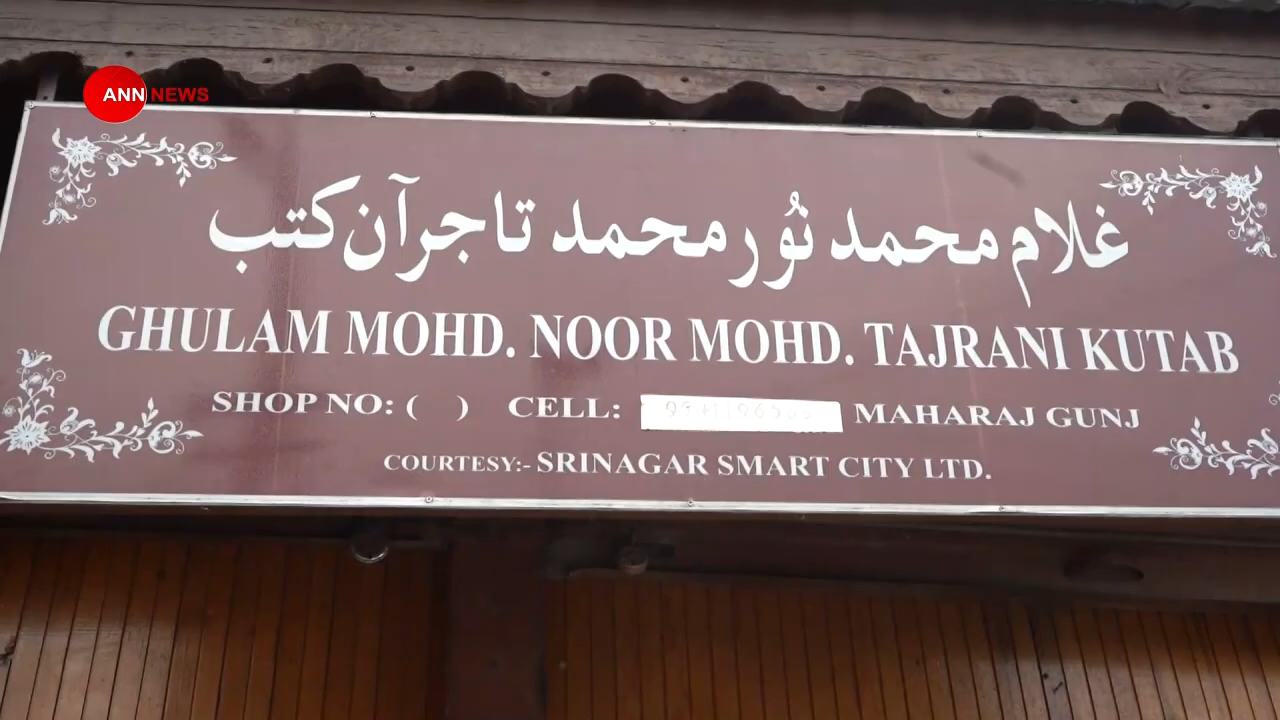 ANN NEWS
غلام محمد نُور محمد تاجرآن کتب
GHULAM MOHD. NOOR MOHD. TAJRANI KUTAB
SHOP NO: ( ) CELL: MAHARAJ GUNJ
COURTESY:- SRINAGAR SMART CITY LTD.